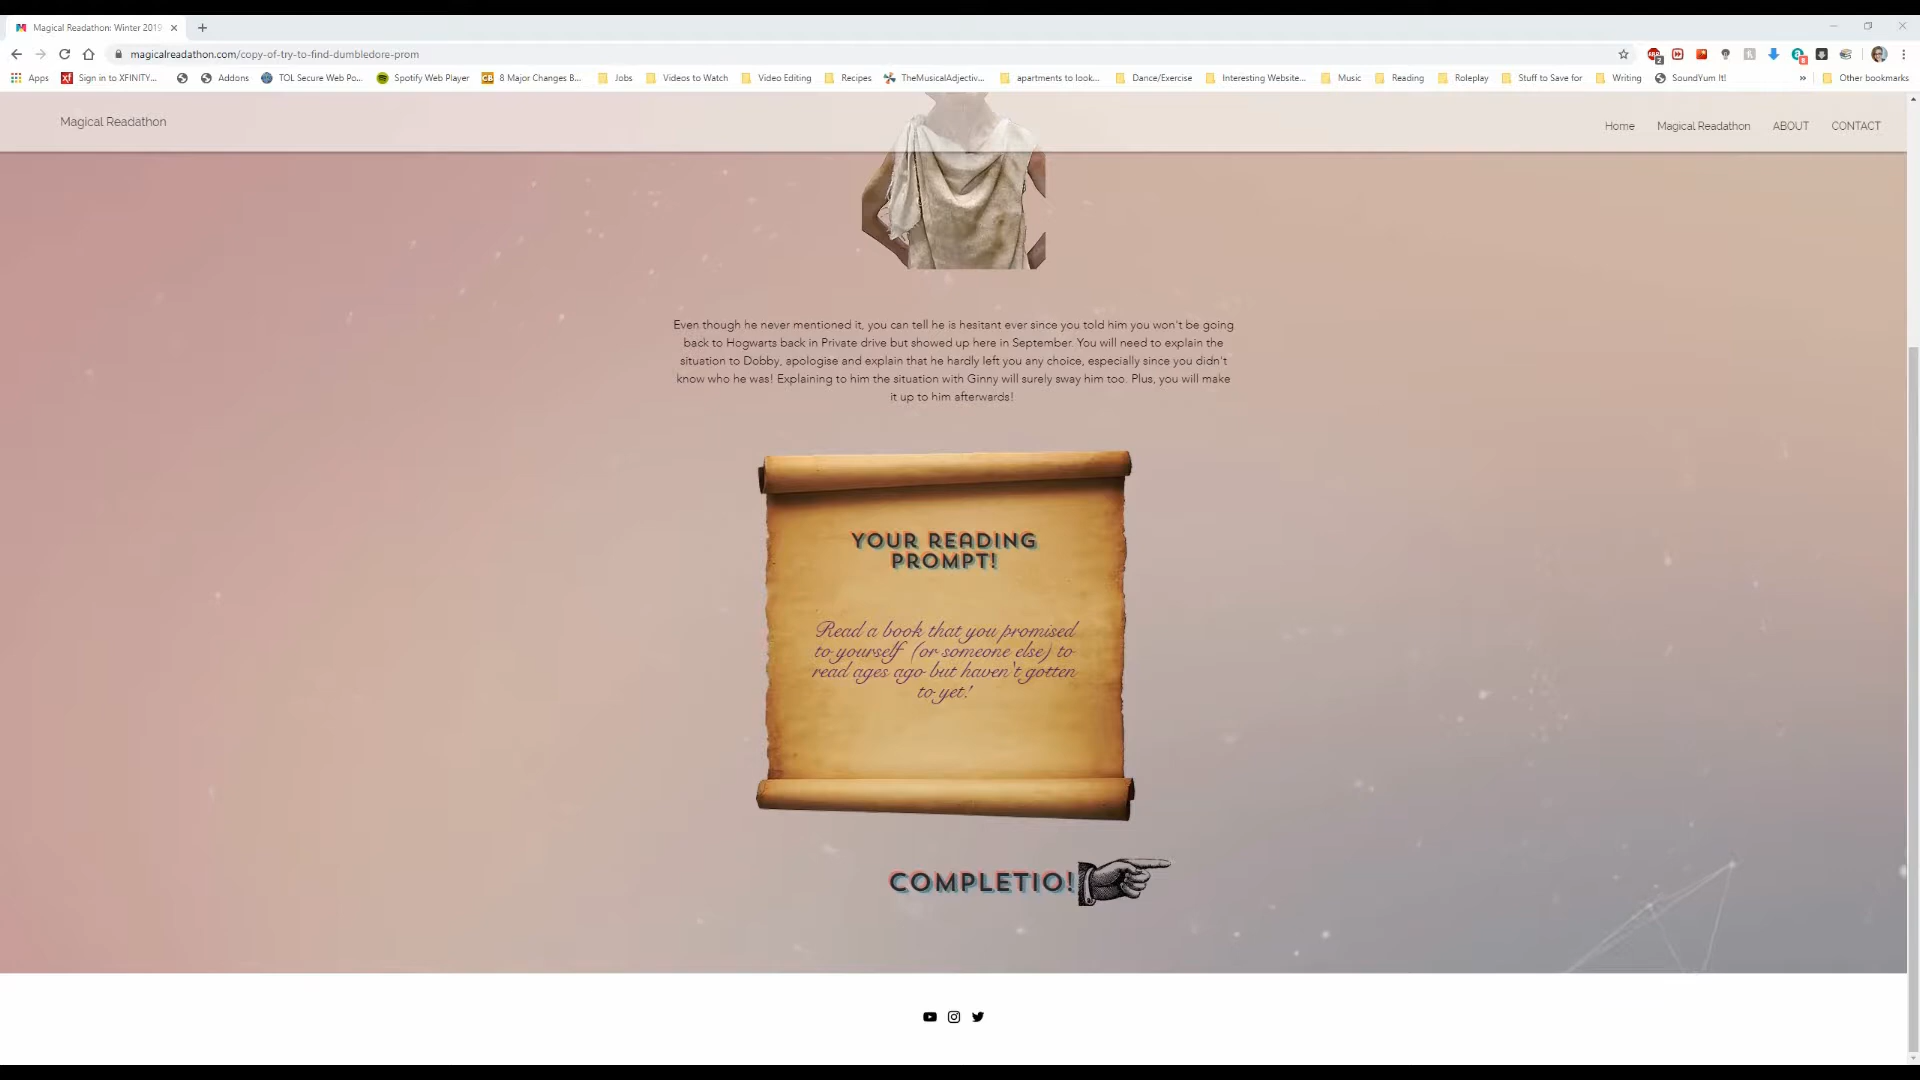 Magical Readathon: Winter 2019
magicalreadathon.com/copy-of-try-to-find-dumbledore-prom
Apps Sign in to XFINITY... Addons TOL Secure Web Po... Spotify Web Player 8 Major Changes B... Jobs Videos to Watch Video Editing Recipes TheMusicalAdjectiv... apartments to look... Dance/Exercise Interesting Website... Music Reading Roleplay Stuff to Save for Writing SoundYum It! » Other bookmarks
Magical Readathon Home Magical Readathon ABOUT CONTACT
Even though he never mentioned it, you can tell he is hesitant ever since you told him you won't be going
back to Hogwarts back in Private drive but showed up here in September. You will need to explain the
situation to Dobby, apologise and explain that he hardly left you any choice, especially since you didn't
know who he was! Explaining to him the situation with Ginny will surely sway him too. Plus, you will make
it up to him afterwards!
YOUR READING
PROMPT!
Read a book that you promised
to yourself (or someone else) to
read ages ago but haven't gotten
to yet!
COMPLETIO!